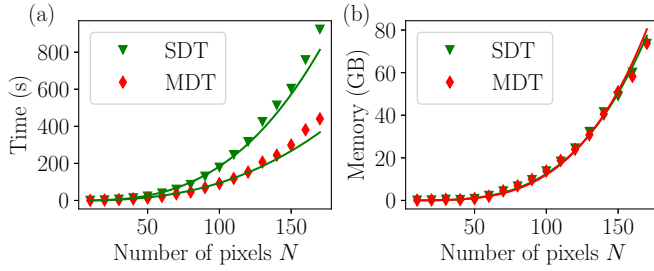 (a)
800
600
400
200
0
Time (s)
SDT
MDT
50
100
150
Number of pixels N
(b)
80
60
40
20
0
Memory (GB)
SDT
MDT
50
100
150
Number of pixels N